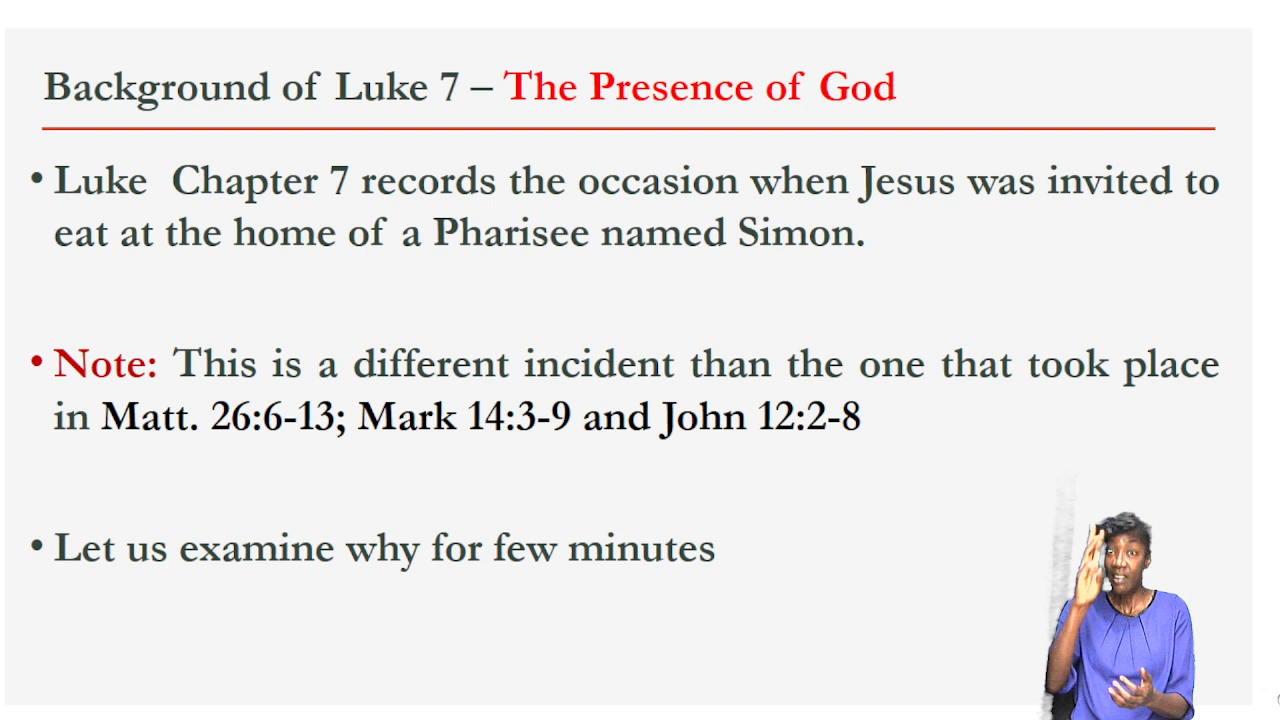 Background of Luke 7 – The Presence of God
• Luke Chapter 7 records the occasion when Jesus was invited to
eat at the home of a Pharisee named Simon.
• Note: This is a different incident than the one that took place
in Matt. 26:6-13; Mark 14:3-9 and John 12:2-8
• Let us examine why for few minutes